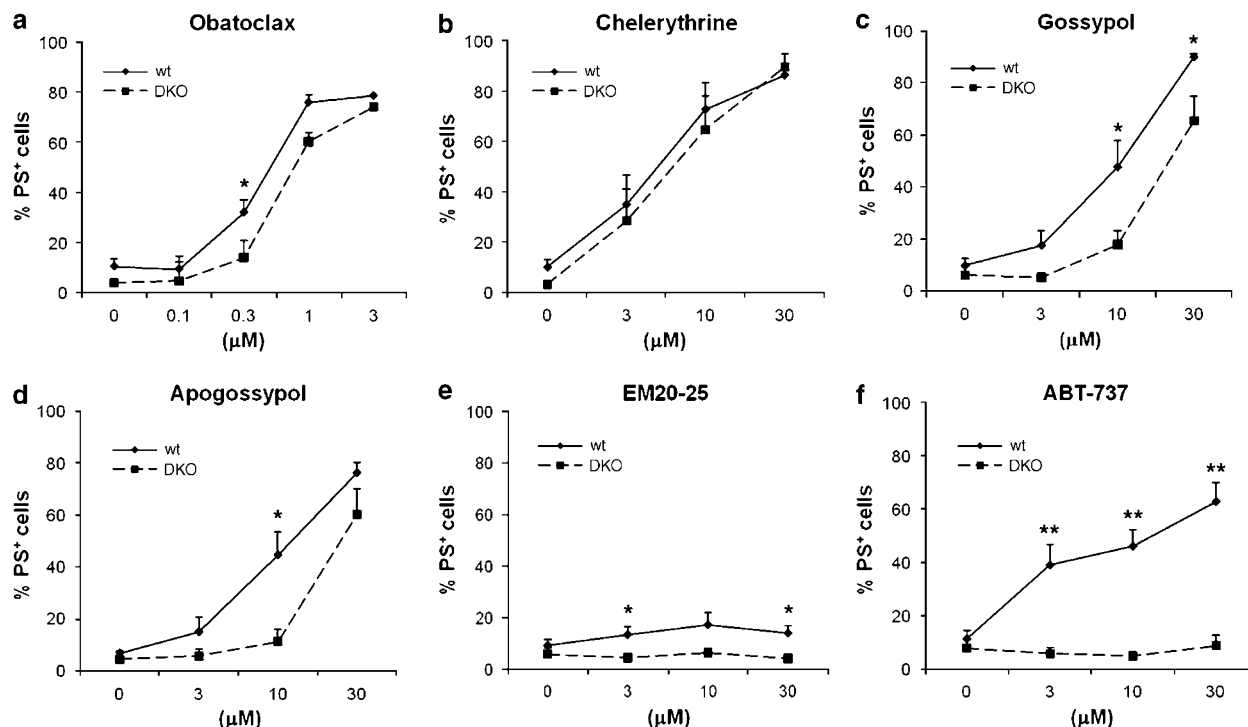 a Obatoclax
100
80
60
40
20
0
% PS⁺ cells
wt
DKO
*
0 0.1 0.3 1 3
(μM)
b Chelerythrine
100
80
60
40
20
0
% PS⁺ cells
wt
DKO
0 3 10 30
(μM)
c Gossypol
100
80
60
40
20
0
% PS⁺ cells
wt
DKO
*
*
0 3 10 30
(μM)
d Apogossypol
100
80
60
40
20
0
% PS⁺ cells
wt
DKO
*
0 3 10 30
(μM)
e EM20-25
100
80
60
40
20
0
% PS⁺ cells
wt
DKO
* *
0 3 10 30
(μM)
f ABT-737
100
80
60
40
20
0
% PS⁺ cells
wt
DKO
** ** **
0 3 10 30
(μM)